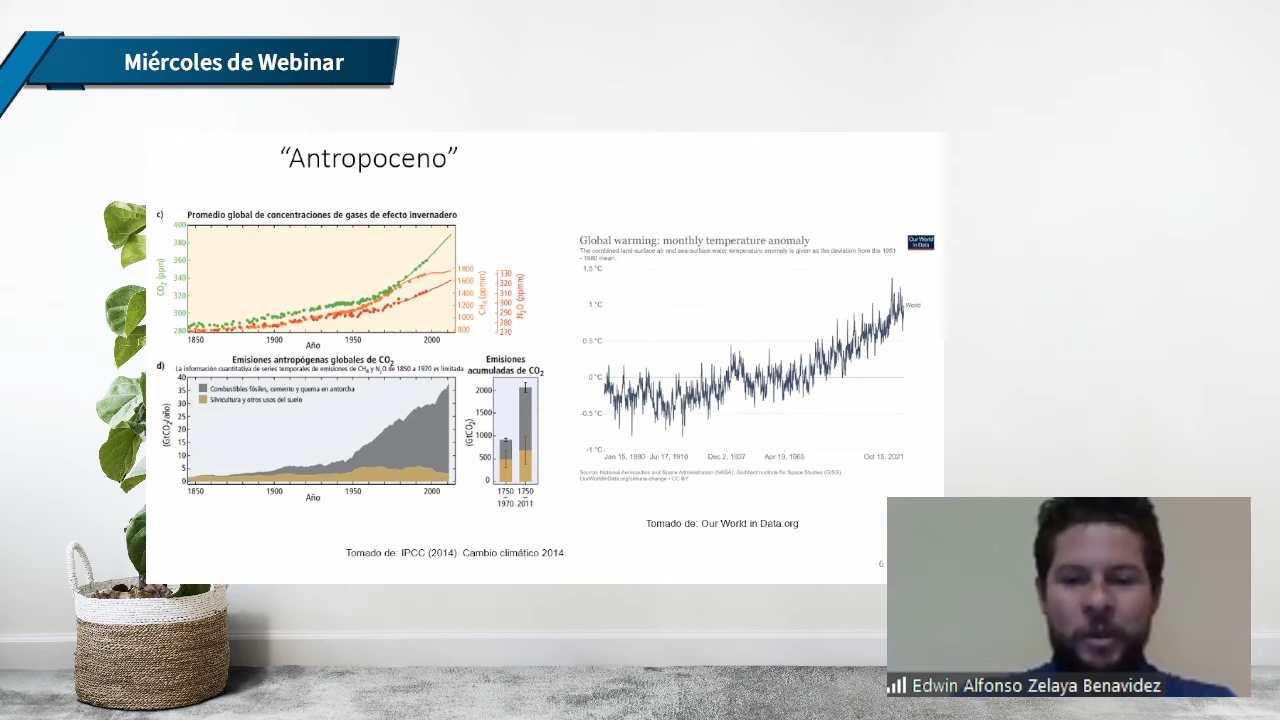 Miércoles de Webinar
“Antropoceno”
c)
Promedio global de concentraciones de gases de efecto invernadero
400
380
360
340
320
300
280
CO2 (ppm)
1800
1600
1400
1200
1000
800
CH4 (ppmm)
330
320
310
300
290
280
270
N2O (ppmm)
1850 1900 1950 2000
Año
d)
Emisiones antropógenas globales de CO2
La información cuantitativa de series temporales de emisiones de CH4 y N2O de 1850 a 1970 es limitada
40
35
30
25
20
15
10
5
0
(GtCO2/año)
Combustibles fósiles, cemento y quema en antorcha
Silvicultura y otros usos del suelo
1850 1900 1950 2000
Año
Emisiones
acumuladas de CO2
2000
1500
1000
500
0
(GtCO2)
1750 1750
– –
1970 2011
Tomado de: IPCC (2014). Cambio climático 2014.
Global warming: monthly temperature anomaly
Our World
in Data
The combined land-surface air and sea-surface water temperature anomaly is given as the deviation from the 1951
– 1980 mean.
1.5 °C
1 °C
0.5 °C
0 °C
-0.5 °C
-1 °C
World
Jan 15, 1880 Jul 17, 1910 Dec 2, 1937 Apr 19, 1965 Oct 15, 2021
Source: National Aeronautics and Space Administration (NASA), Goddard Institute for Space Studies (GISS)
OurWorldInData.org/climate-change • CC BY
Tomado de: Our World in Data.org
6
Edwin Alfonso Zelaya Benavidez